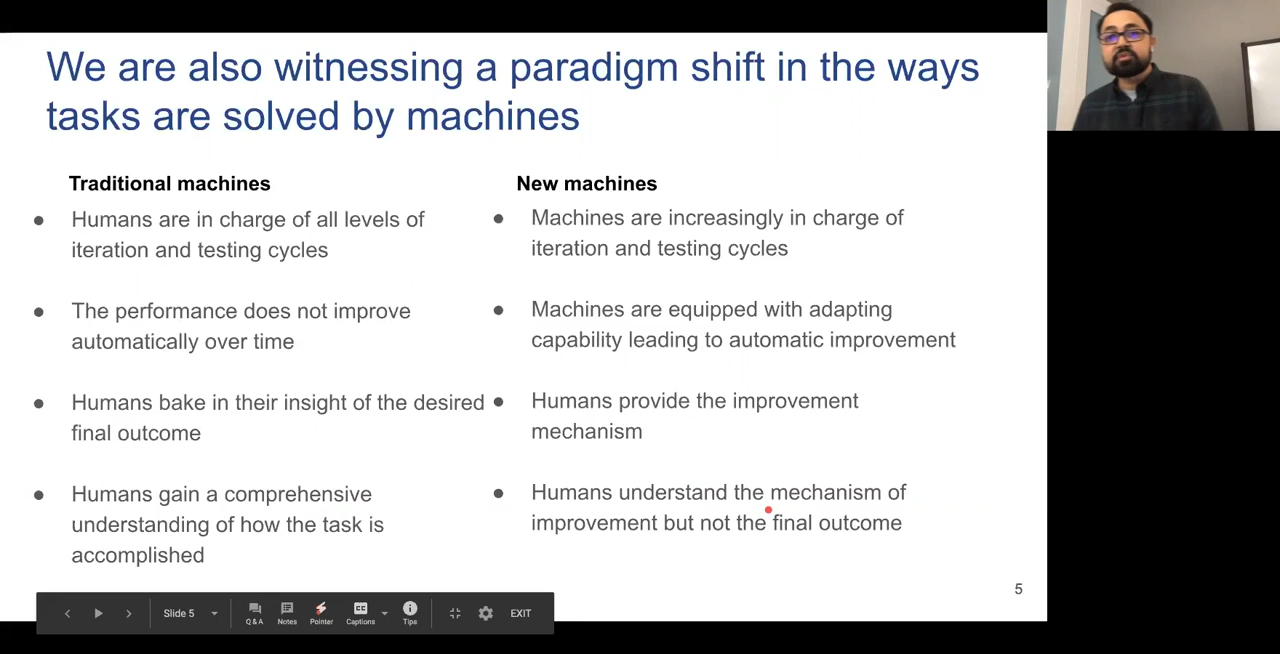 We are also witnessing a paradigm shift in the ways
tasks are solved by machines
Traditional machines
Humans are in charge of all levels of
iteration and testing cycles
The performance does not improve
automatically over time
Humans bake in their insight of the desired
final outcome
Humans gain a comprehensive
understanding of how the task is
accomplished
New machines
Machines are increasingly in charge of
iteration and testing cycles
Machines are equipped with adapting
capability leading to automatic improvement
Humans provide the improvement
mechanism
Humans understand the mechanism of
improvement but not the final outcome
5
Slide 5
Q & A
Notes
Pointer
CC
Captions
Tips
EXIT